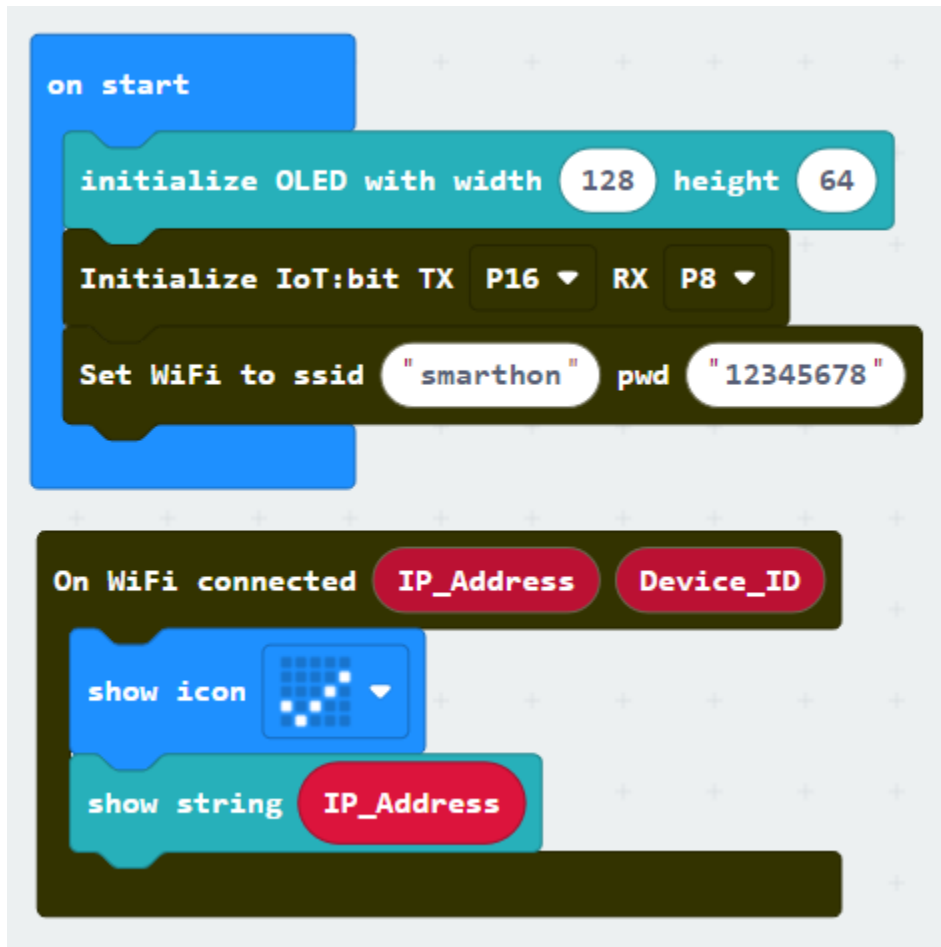 on start
initialize OLED with width 128 height 64
Initialize IoT:bit TX P16 RX P8
Set WiFi to ssid "smarthon" pwd "12345678"
On WiFi connected IP_Address Device_ID
show icon
show string IP_Address